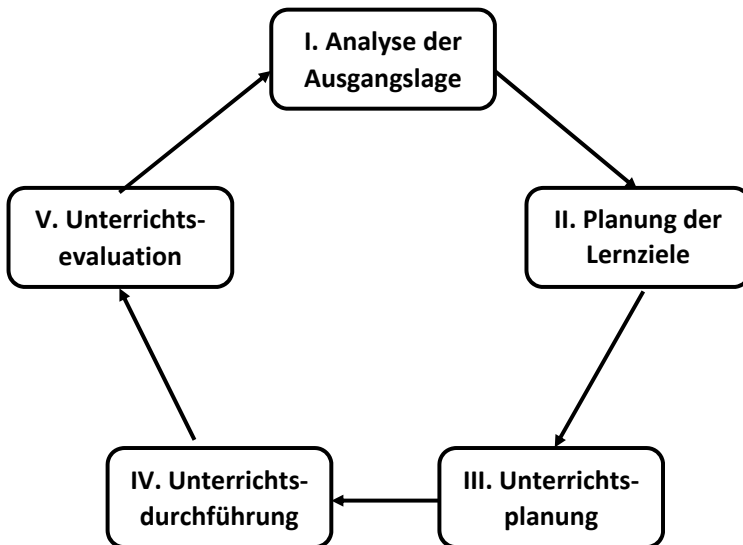 I. Analyse der
Ausgangslage
II. Planung der
Lernziele
III. Unterrichts-
planung
IV. Unterrichts-
durchführung
V. Unterrichts-
evaluation